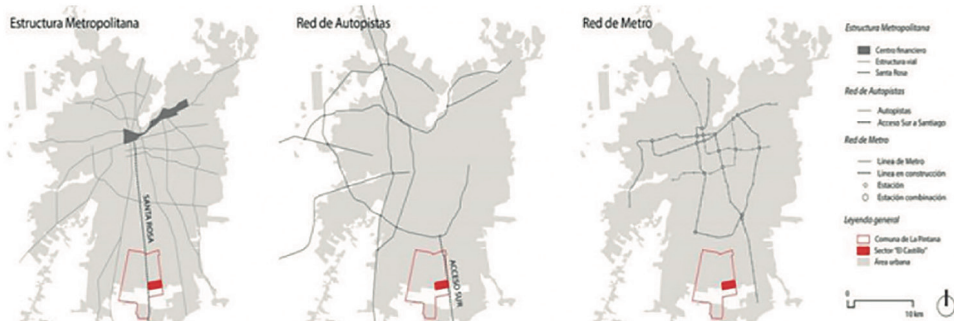 Estructura Metropolitana
SANTA ROSA
Red de Autopistas
ACCESO SUR
Red de Metro
Estructura Metropolitana
Centro financiero
Estructura vial
Santa Rosa
Red de Autopistas
Autopistas
Acceso Sur a Santiago
Red de Metro
Línea de Metro
Línea en construcción
Estación
Estación combinación
Leyenda general
Comuna de La Pintana
Sector "El Castillo"
Área urbana
0
10 km